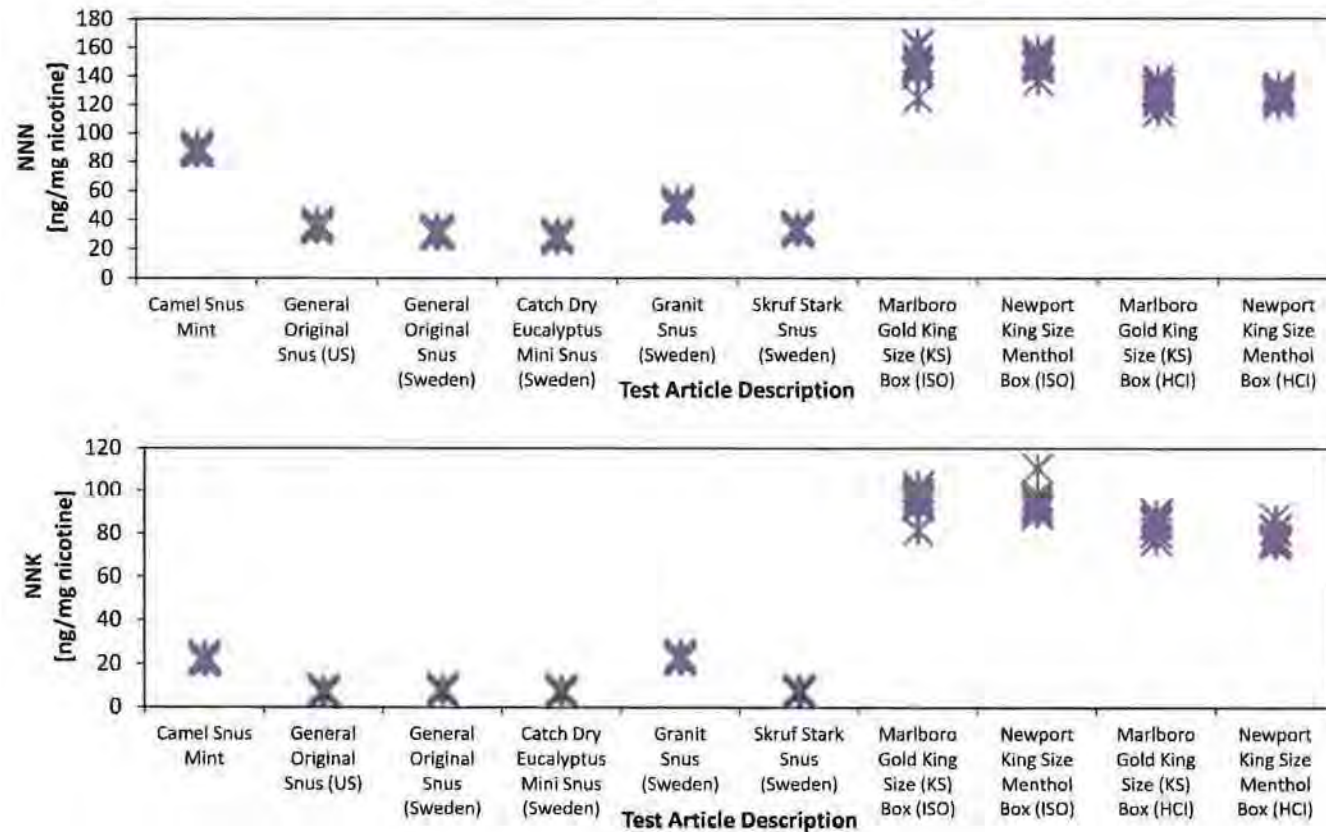 NNN
[ng/mg nicotine]
180
160
140
120
100
80
60
40
20
0
Camel Snus
Mint
General
Original
Snus (US)
General
Original
Snus
(Sweden)
Catch Dry
Eucalyptus
Mini Snus
(Sweden)
Granit
Snus
(Sweden)
Skruf Stark
Snus
(Sweden)
Marlboro
Gold King
Size (KS)
Box (ISO)
Newport
King Size
Menthol
Box (ISO)
Marlboro
Gold King
Size (KS)
Box (HCI)
Newport
King Size
Menthol
Box (HCI)
Test Article Description
NNK
[ng/mg nicotine]
120
100
80
60
40
20
0
Camel Snus
Mint
General
Original
Snus (US)
General
Original
Snus
(Sweden)
Catch Dry
Eucalyptus
Mini Snus
(Sweden)
Granit
Snus
(Sweden)
Skruf Stark
Snus
(Sweden)
Marlboro
Gold King
Size (KS)
Box (ISO)
Newport
King Size
Menthol
Box (ISO)
Marlboro
Gold King
Size (KS)
Box (HCI)
Newport
King Size
Menthol
Box (HCI)
Test Article Description